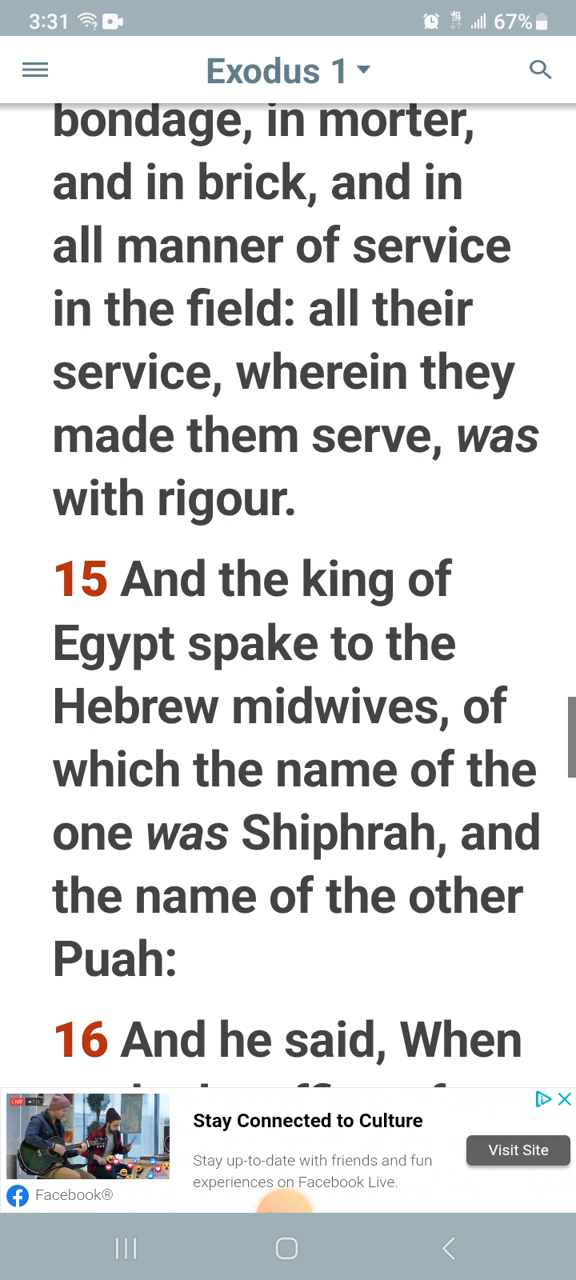 3:31 67%
Exodus 1
bondage, in morter,
and in brick, and in
all manner of service
in the field: all their
service, wherein they
made them serve, was
with rigour.
15 And the king of
Egypt spake to the
Hebrew midwives, of
which the name of the
one was Shiphrah, and
the name of the other
Puah:
16 And he said, When
LIVE
Stay Connected to Culture
Stay up-to-date with friends and fun
experiences on Facebook Live.
Visit Site
Facebook®